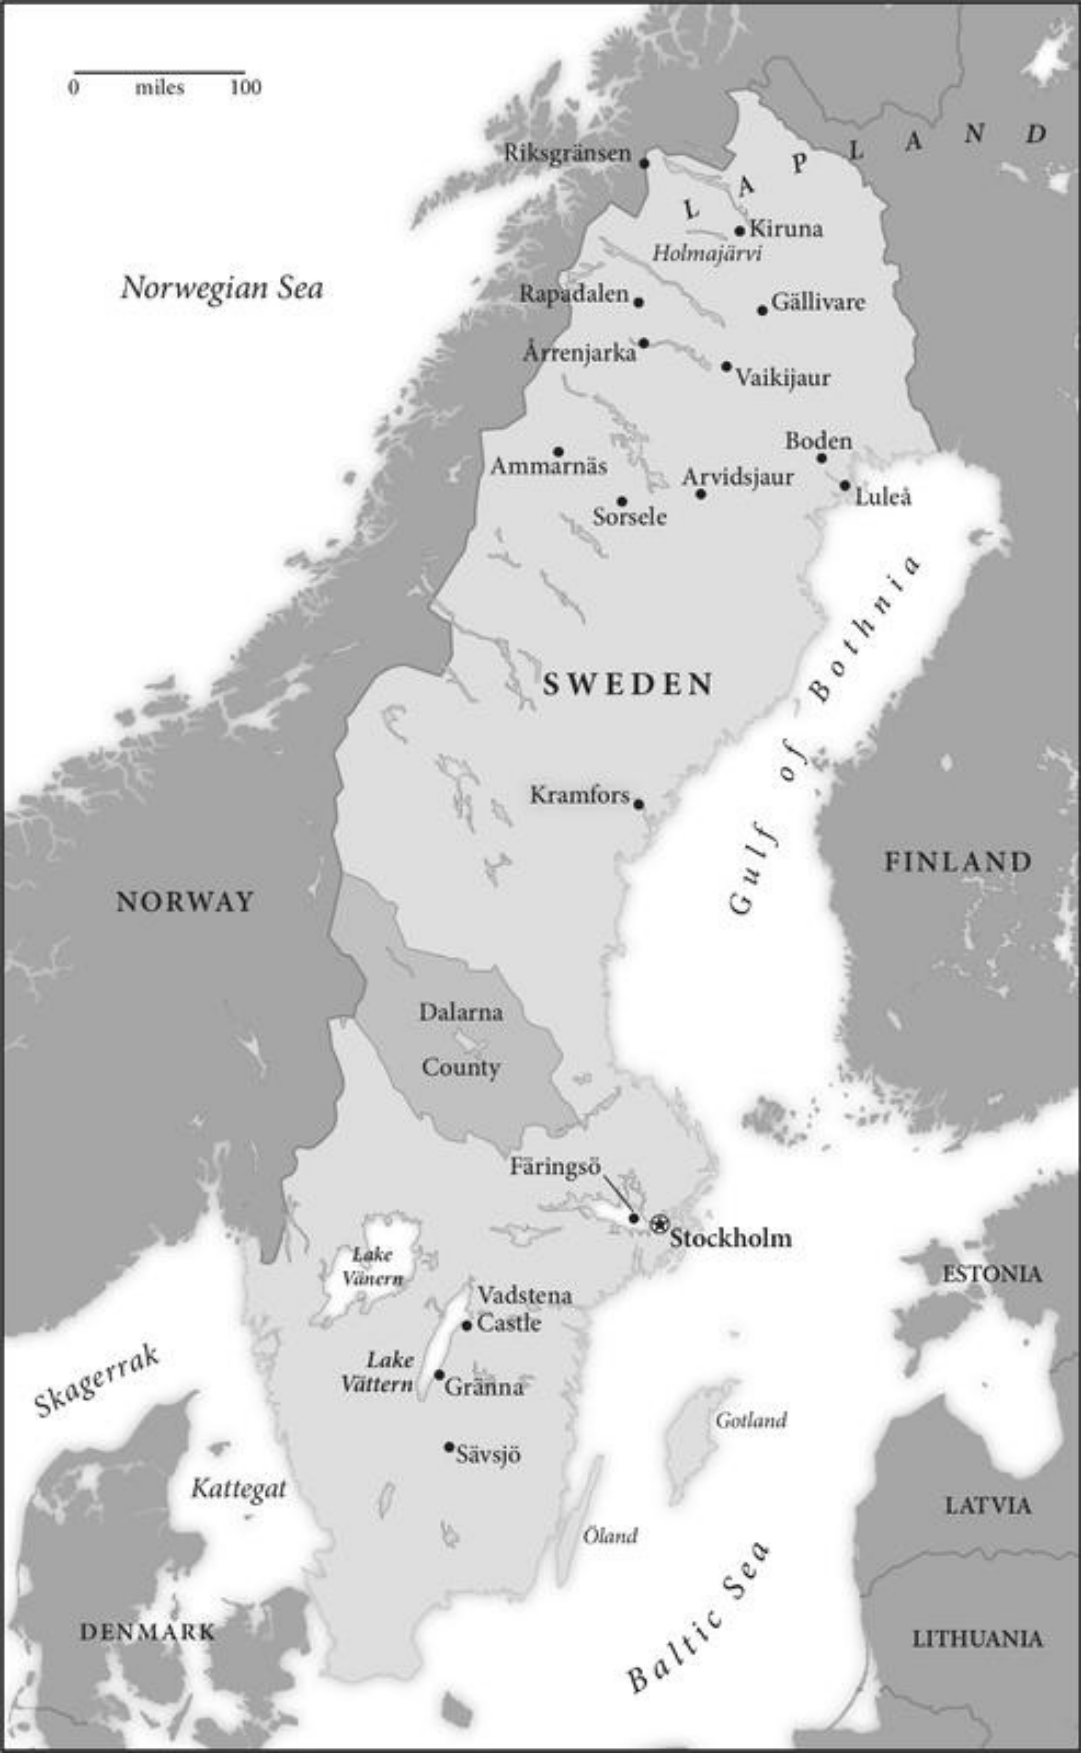 0 miles 100
LAPLAND
Riksgränsen
Kiruna
Holmajärvi
Norwegian Sea
Rapadalen
Gällivare
Årrenjarka
Vaikijaur
Boden
Ammarnäs
Arvidsjaur
Luleå
Sorsele
Gulf of Bothnia
SWEDEN
Kramfors
FINLAND
NORWAY
Dalarna
County
Färingsö
Stockholm
Lake
Vänern
ESTONIA
Vadstena
Castle
Skagerrak
Lake
Vättern
Gränna
Gotland
Sävsjö
Kattegat
LATVIA
Öland
Baltic Sea
DENMARK
LITHUANIA